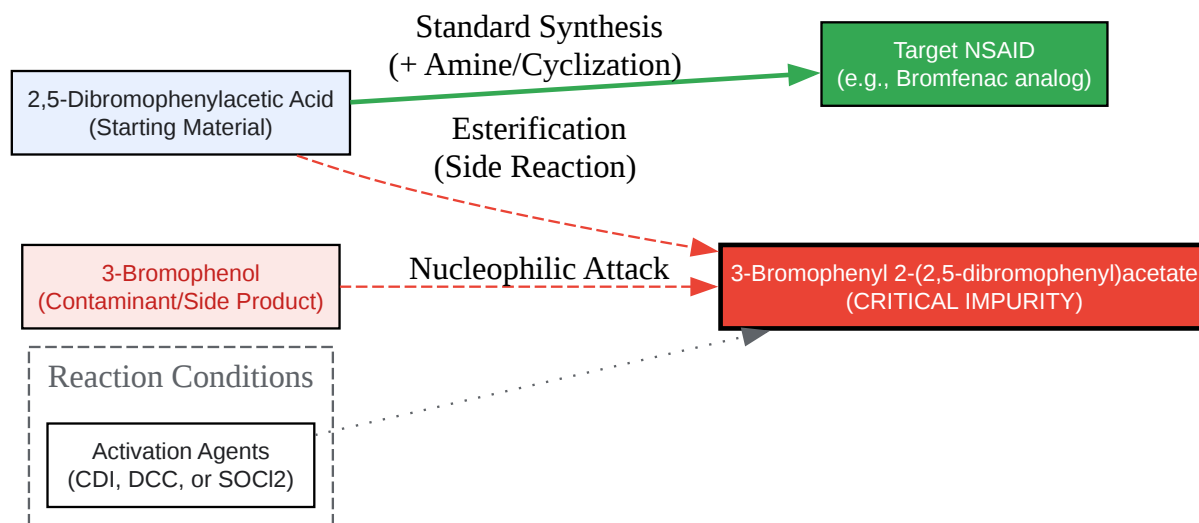 Standard Synthesis
(+ Amine/Cyclization)
Target NSAID
(e.g., Bromfenac analog)
2,5-Dibromophenylacetic Acid
(Starting Material)
Esterification
(Side Reaction)
3-Bromophenol
(Contaminant/Side Product)
Nucleophilic Attack
3-Bromophenyl 2-(2,5-dibromophenyl)acetate
(CRITICAL IMPURITY)
Reaction Conditions
Activation Agents
(CDI, DCC, or SOCl2)